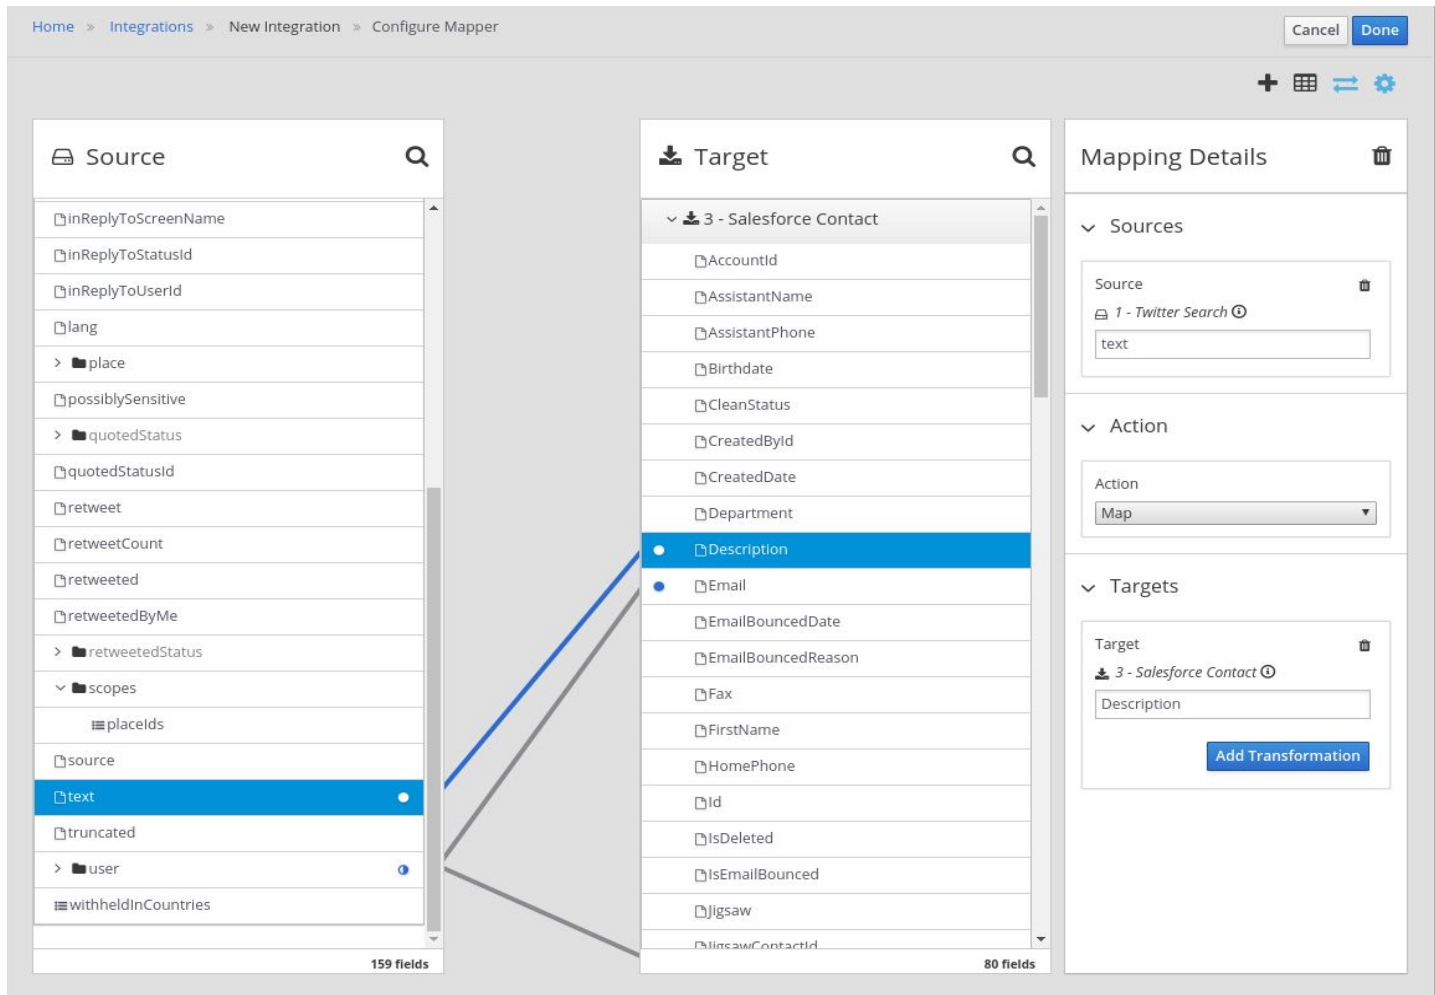 Home » Integrations » New Integration » Configure Mapper
Cancel
Done
Source
inReplyToScreenName
inReplyToStatusId
inReplyToUserId
lang
place
possiblySensitive
quotedStatus
quotedStatusId
retweet
retweetCount
retweeted
retweetedByMe
retweetedStatus
scopes
placeIds
source
text
truncated
user
withheldInCountries
159 fields
Target
3 - Salesforce Contact
AccountId
AssistantName
AssistantPhone
Birthdate
CleanStatus
CreatedById
CreatedDate
Department
Description
Email
EmailBouncedDate
EmailBouncedReason
Fax
FirstName
HomePhone
Id
IsDeleted
IsEmailBounced
Jigsaw
JigsawContactId
80 fields
Mapping Details
Sources
Source
1 - Twitter Search
text
Action
Action
Map
Targets
Target
3 - Salesforce Contact
Description
Add Transformation